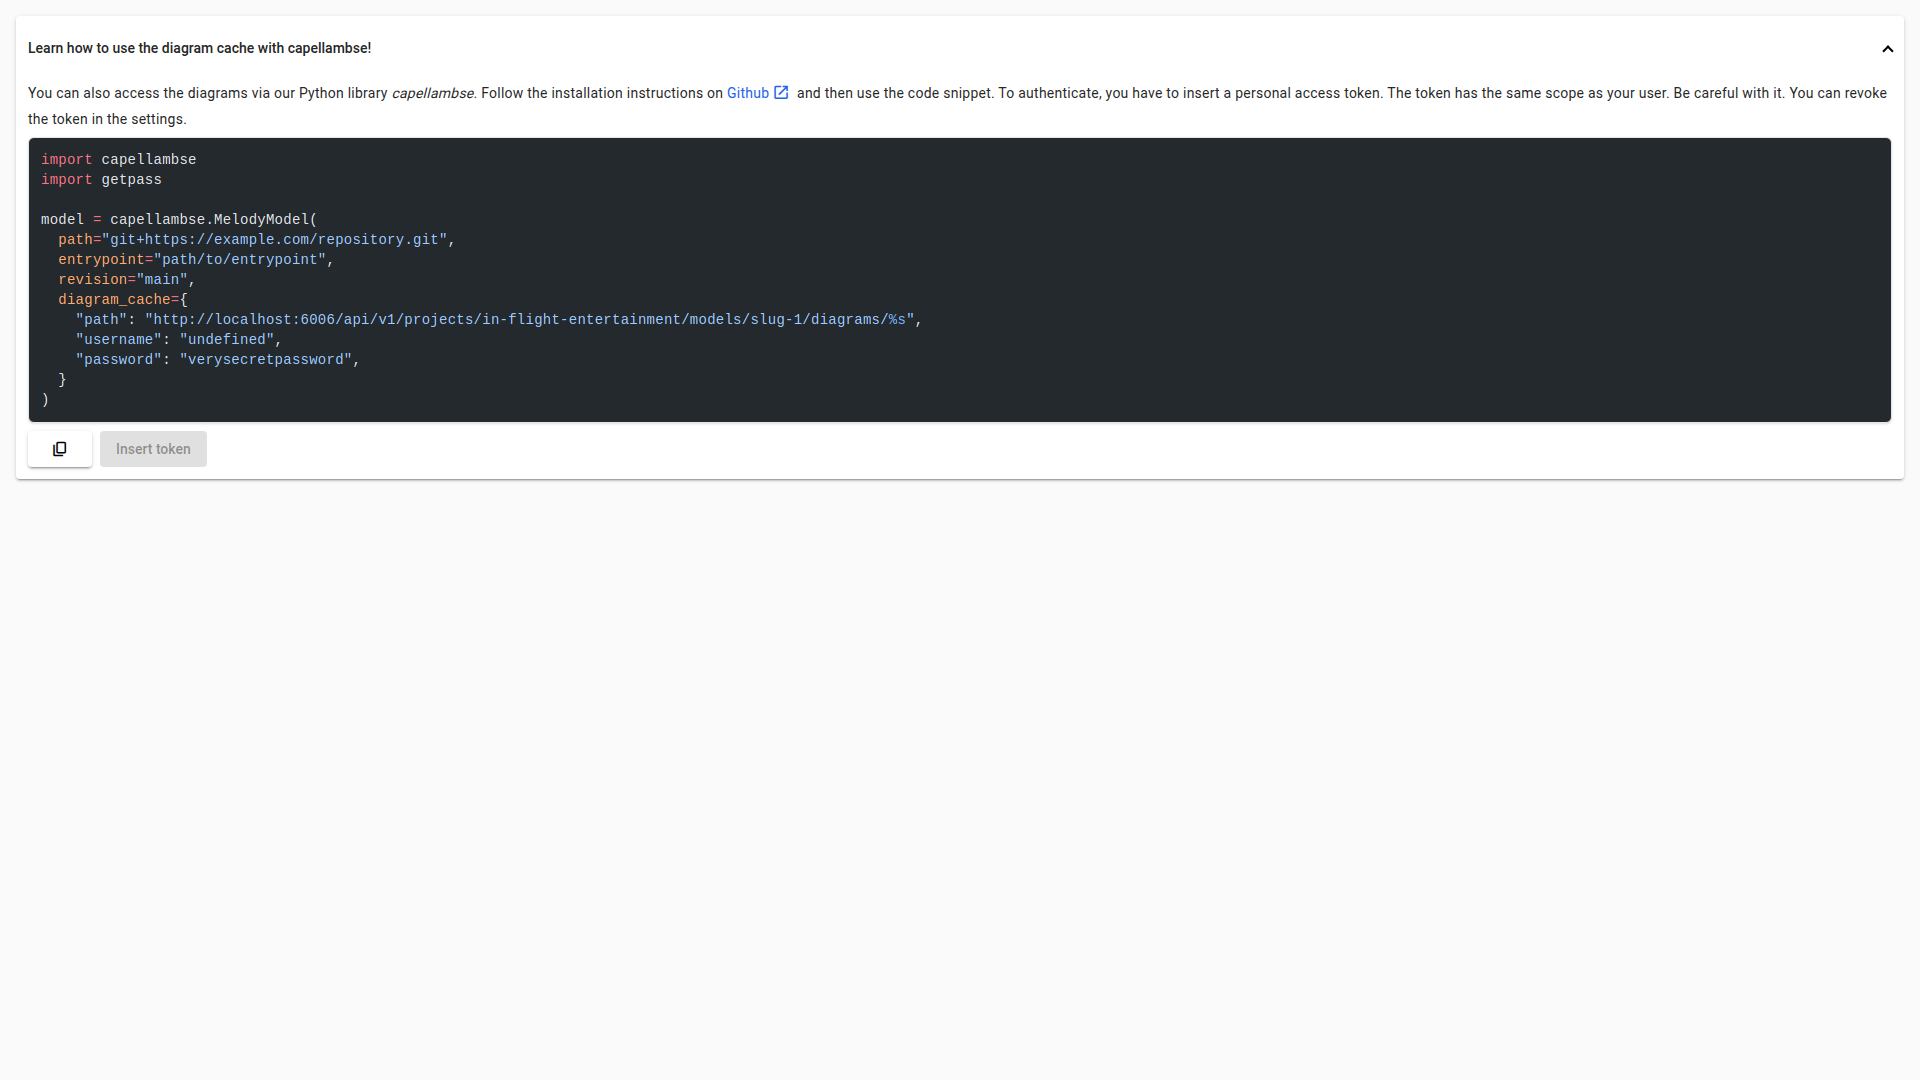 Learn how to use the diagram cache with capellambse!
You can also access the diagrams via our Python library capellambse. Follow the installation instructions on Github and then use the code snippet. To authenticate, you have to insert a personal access token. The token has the same scope as your user. Be careful with it. You can revoke
the token in the settings.
import capellambse
import getpass
model = capellambse.MelodyModel(
  path="git+https://example.com/repository.git",
  entrypoint="path/to/entrypoint",
  revision="main",
  diagram_cache={
    "path": "http://localhost:6006/api/v1/projects/in-flight-entertainment/models/slug-1/diagrams/%s",
    "username": "undefined",
    "password": "verysecretpassword",
  }
)
Insert token